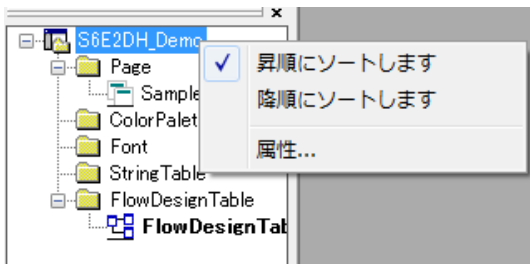 S6E2DH_Demo
昇順にソートします
Page
Sample
降順にソートします
ColorPalet
Font
属性...
StringTable
FlowDesignTable
FlowDesignTab